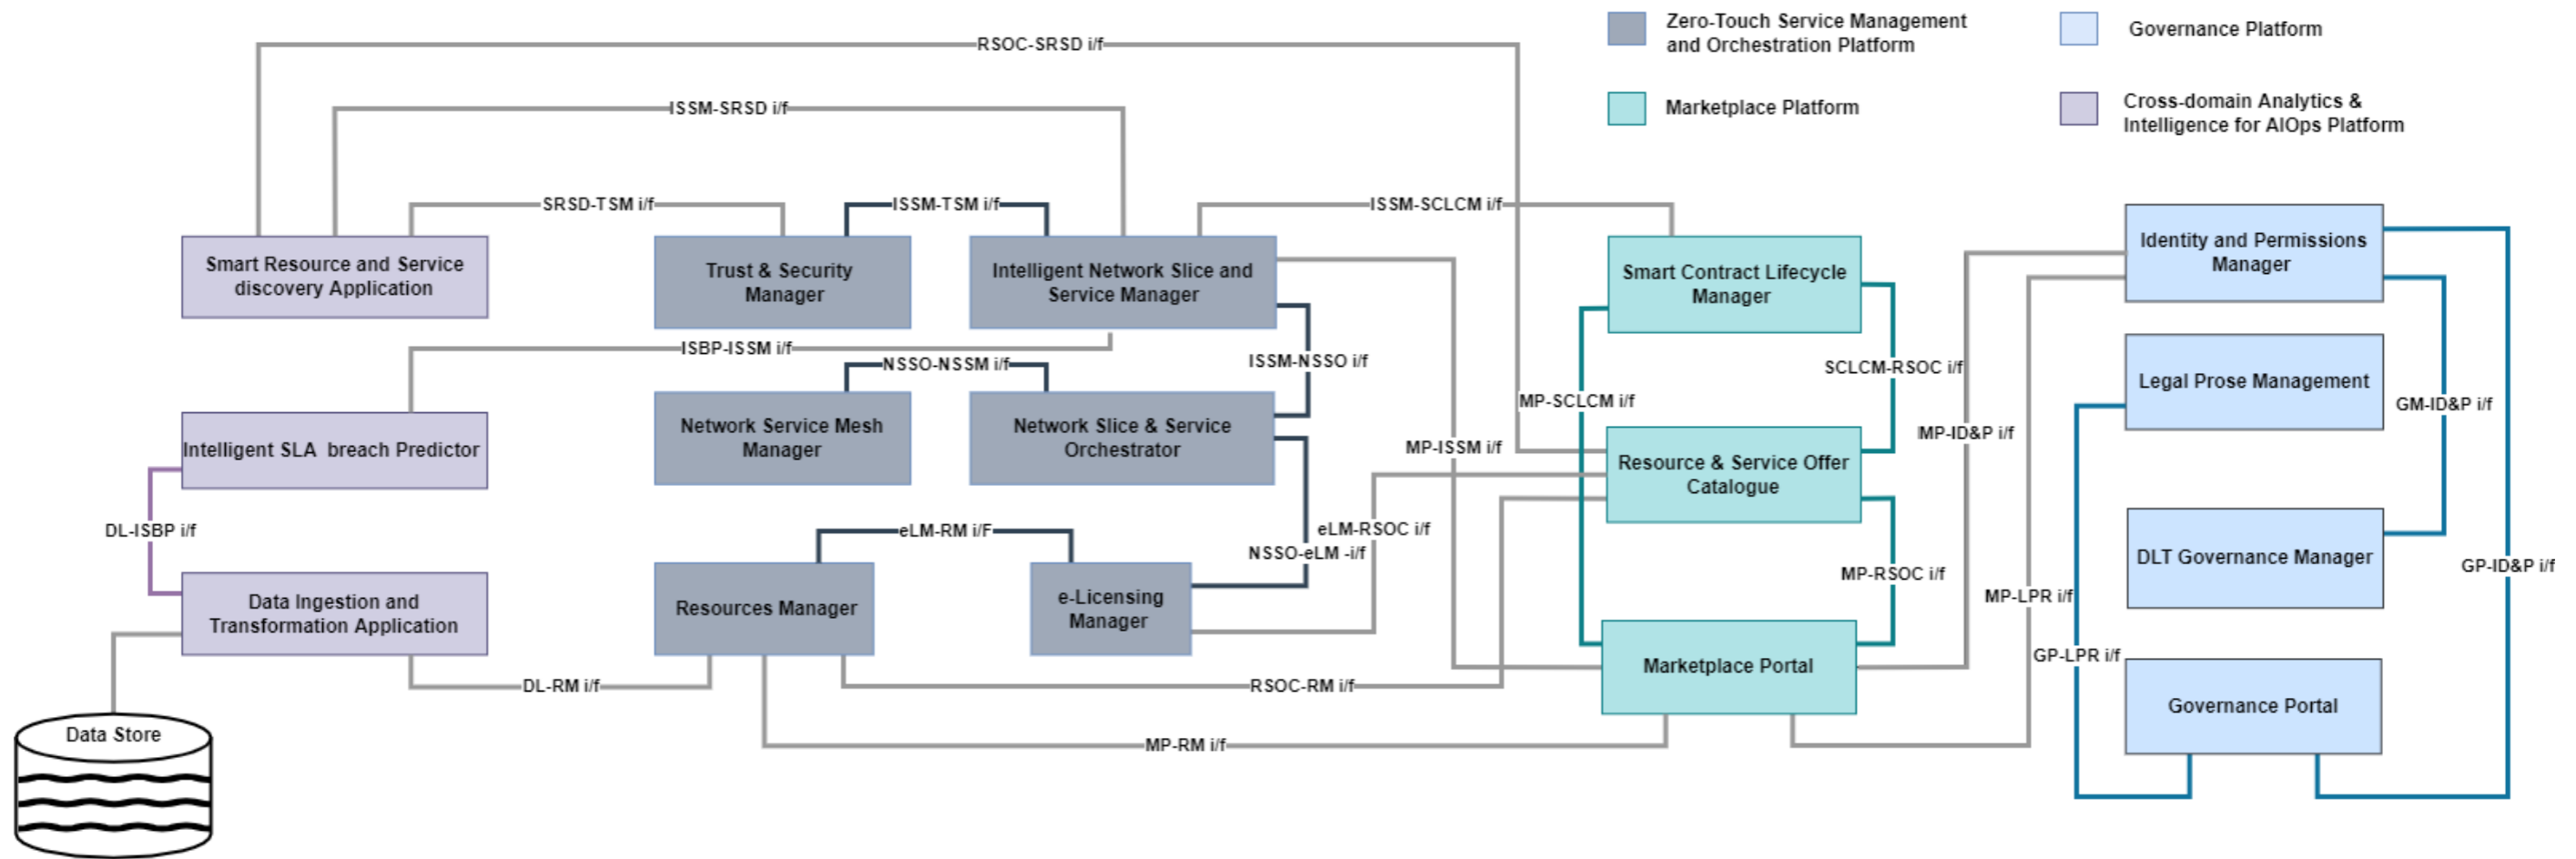 RSOC-SRSD i/f
Zero-Touch Service Management
and Orchestration Platform
Governance Platform
ISSM-SRSD i/f
Marketplace Platform
Cross-domain Analytics &
Intelligence for AIOps Platform
SRSD-TSM i/f
ISSM-TSM i/f
ISSM-SCLCM i/f
Smart Resource and Service
discovery Application
Trust & Security
Manager
Intelligent Network Slice and
Service Manager
Smart Contract Lifecycle
Manager
Identity and Permissions
Manager
ISBP-ISSM i/f
NSSO-NSSM i/f
ISSM-NSSO i/f
SCLCM-RSOC i/f
MP-SCLCM i/f
Legal Prose Management
GM-ID&P i/f
Intelligent SLA  breach Predictor
Network Service Mesh
Manager
Network Slice & Service
Orchestrator
MP-ISSM i/f
Resource & Service Offer
Catalogue
MP-ID&P i/f
DL-ISBP i/f
eLM-RM i/F
eLM-RSOC i/f
NSSO-eLM -i/f
MP-RSOC i/f
DLT Governance Manager
GP-ID&P i/f
Data Ingestion and
Transformation Application
Resources Manager
e-Licensing
Manager
MP-LPR i/f
GP-LPR i/f
Marketplace Portal
DL-RM i/f
RSOC-RM i/f
Governance Portal
Data Store
MP-RM i/f